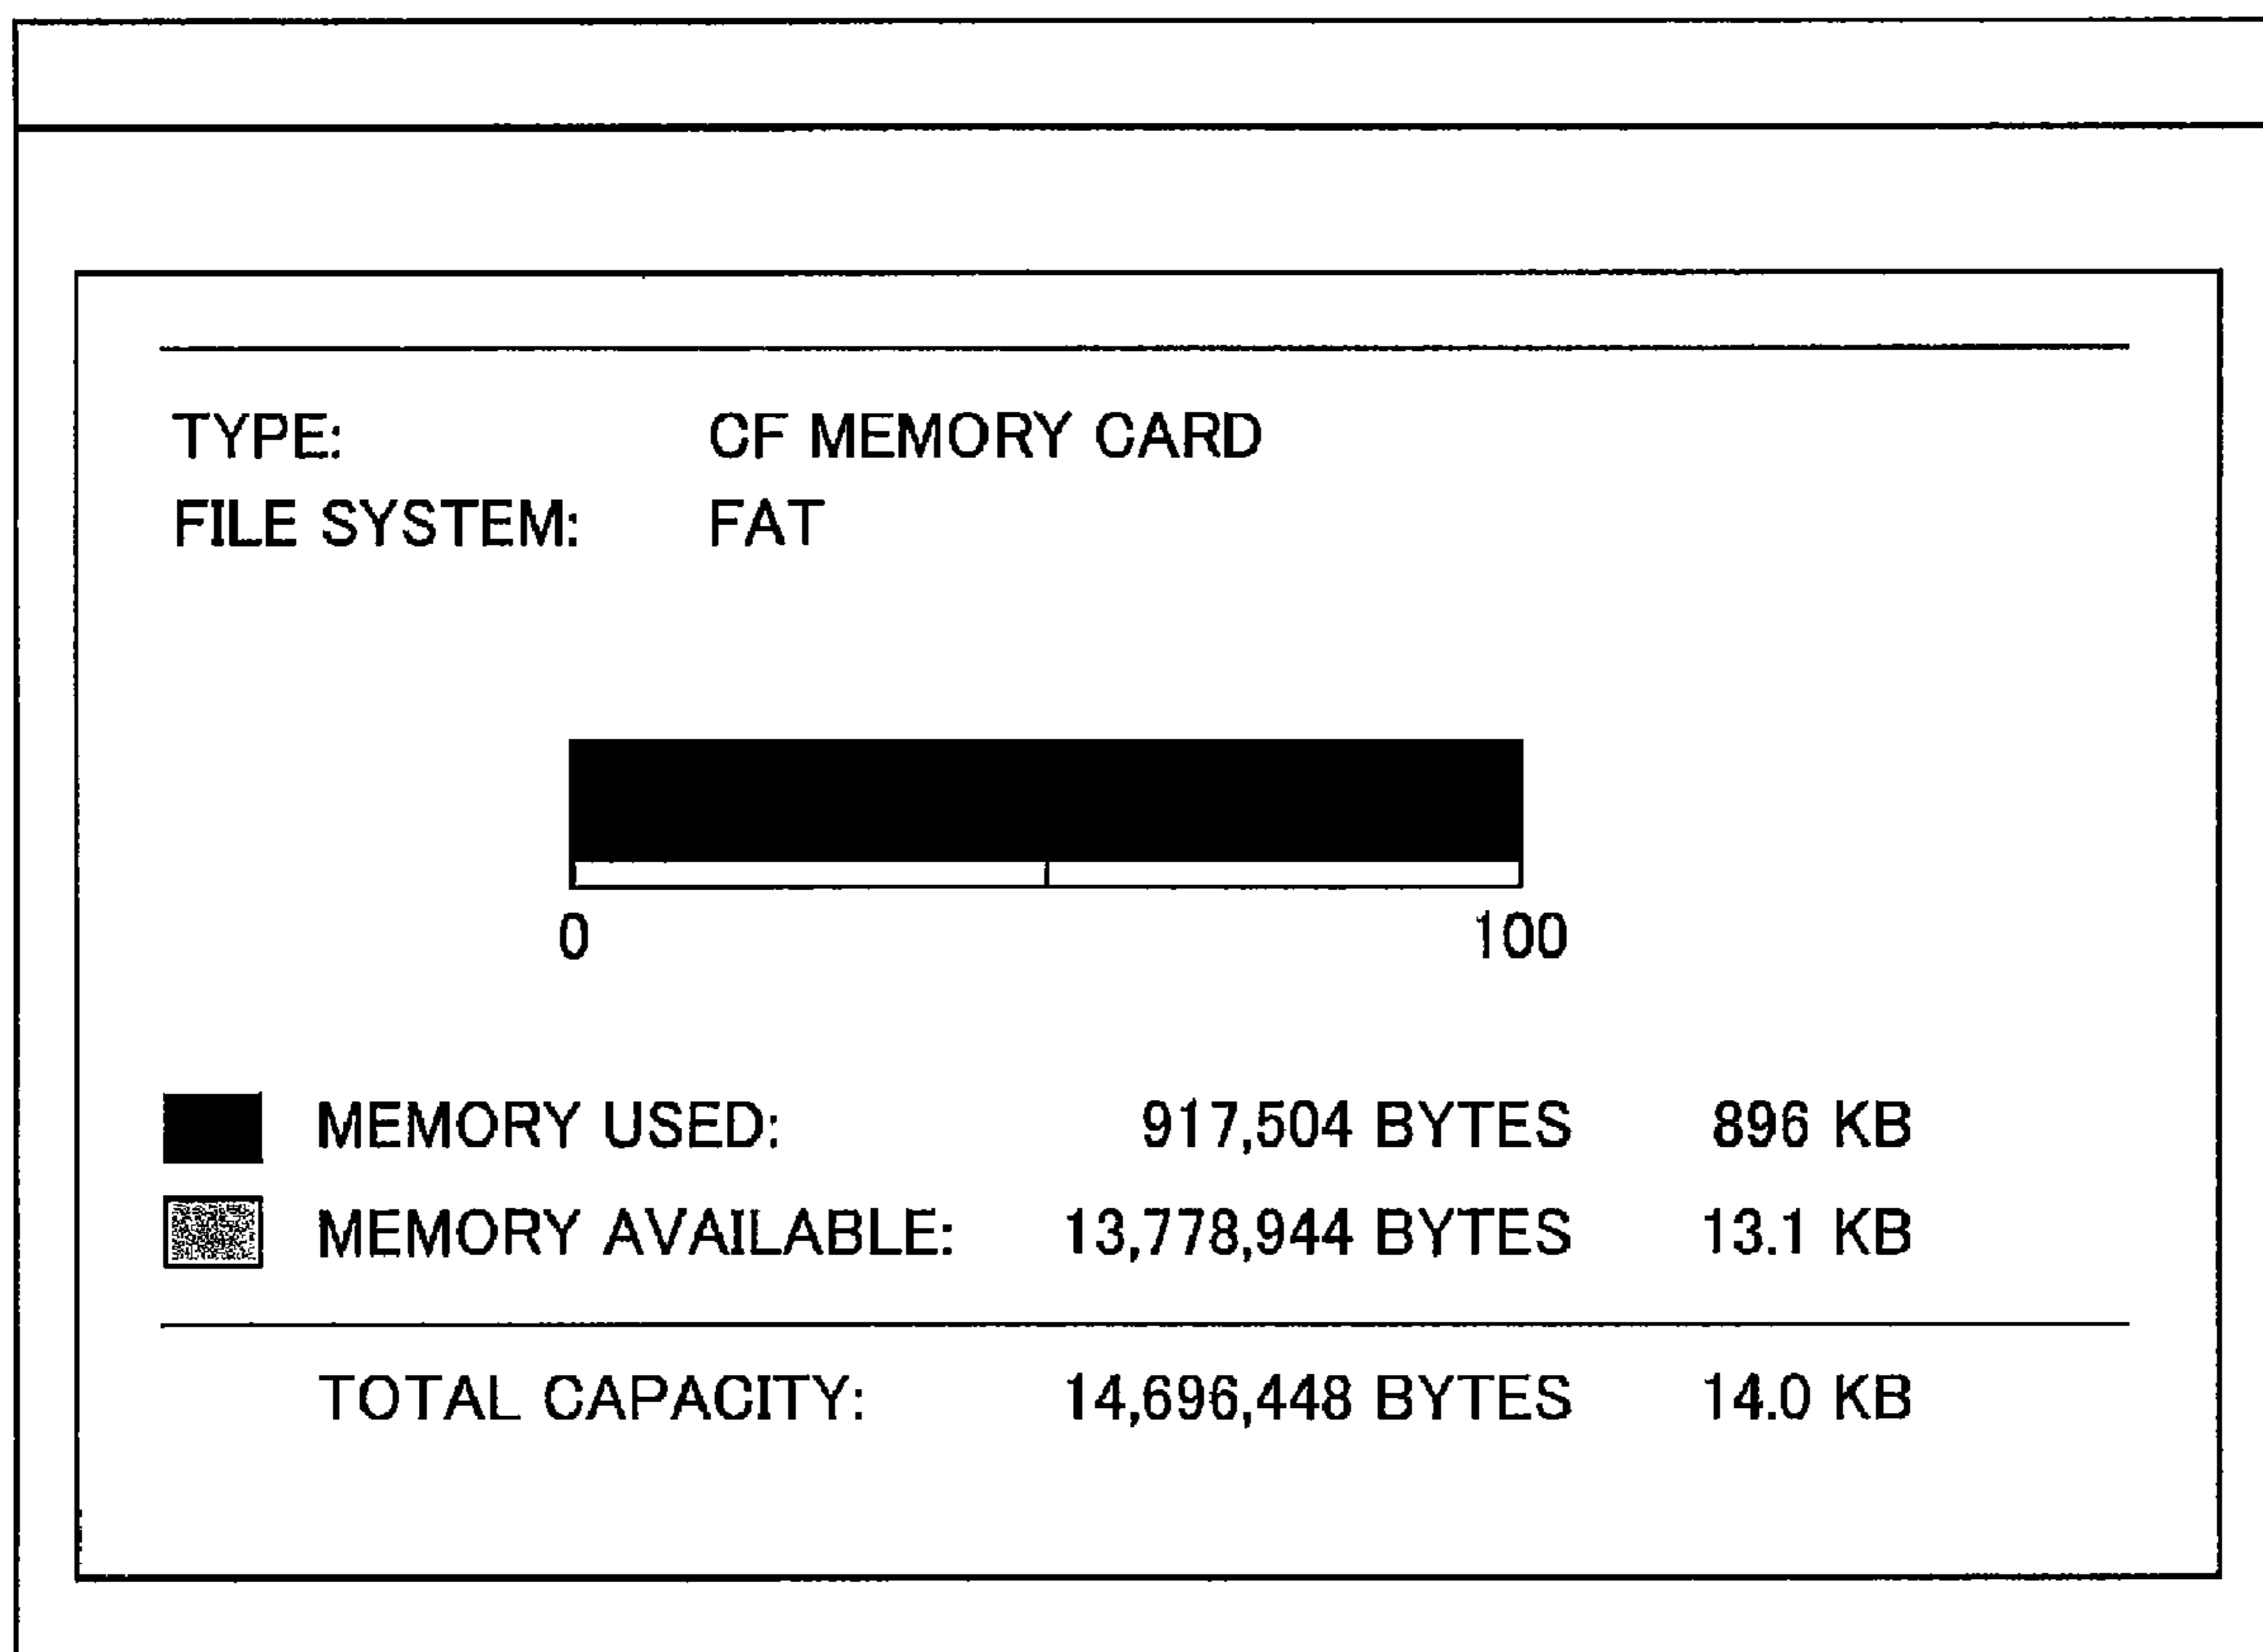 TYPE: CF MEMORY CARD
FILE SYSTEM: FAT
0 100
MEMORY USED: 917,504 BYTES 896 KB
MEMORY AVAILABLE: 13,778,944 BYTES 13.1 KB
TOTAL CAPACITY: 14,696,448 BYTES 14.0 KB